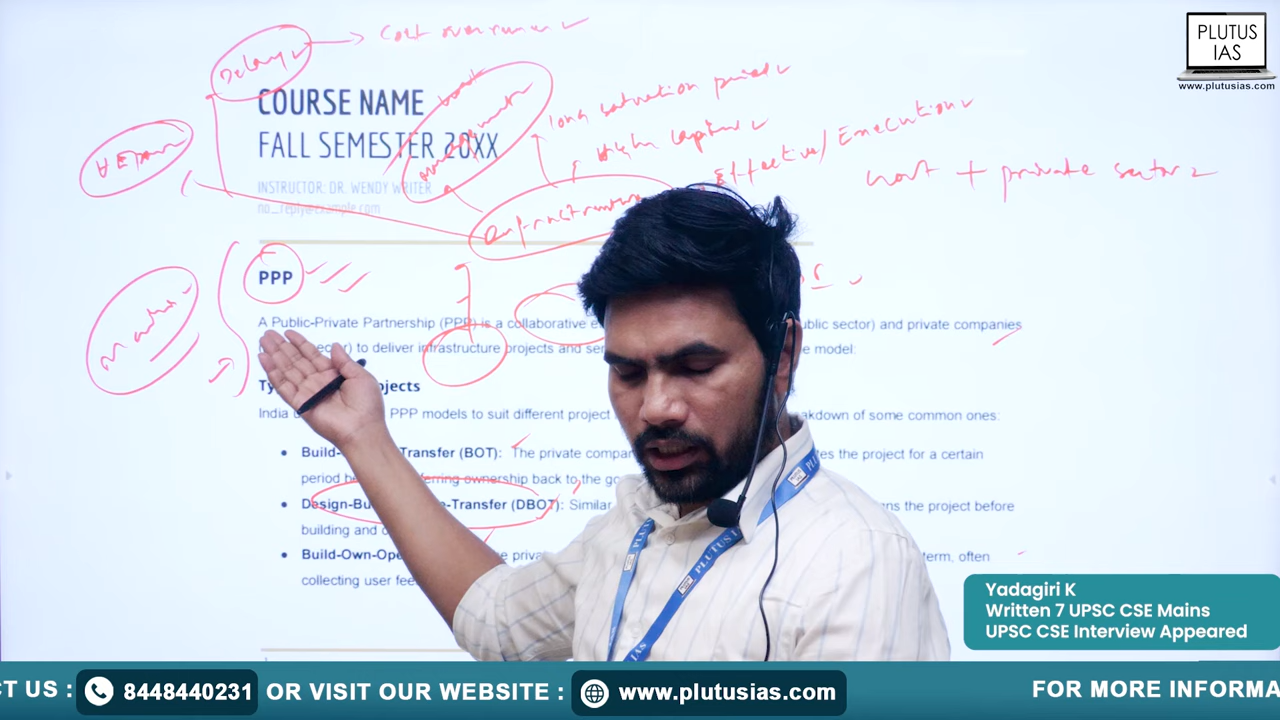 PLUTUS
IAS
www.plutusias.com
Delay → Cost overrun
COURSE NAME
FALL SEMESTER 20XX
INSTRUCTOR: DR. WENDY WRITER
no_reply@example.com
long period
High capital
Effective/ Execution
Govt + private sector
Infrastructure
PPP
A Public-Private Partnership (PPP) is a collaborative e ublic sector) and private companies
ector) to deliver infrastructure projects and ser e model:
Ty ojects
India PPP models to suit different project akdown of some common ones:
• Build- Transfer (BOT): The private compan es the project for a certain
period be erring ownership back to the go
• Design-Bu e-Transfer (DBOT): Similar ns the project before
building and o
• Build-Own-Ope e priva term, often
collecting user fee
Yadagiri K
Written 7 UPSC CSE Mains
UPSC CSE Interview Appeared
CT US : 8448440231 OR VISIT OUR WEBSITE : www.plutusias.com FOR MORE INFORMA